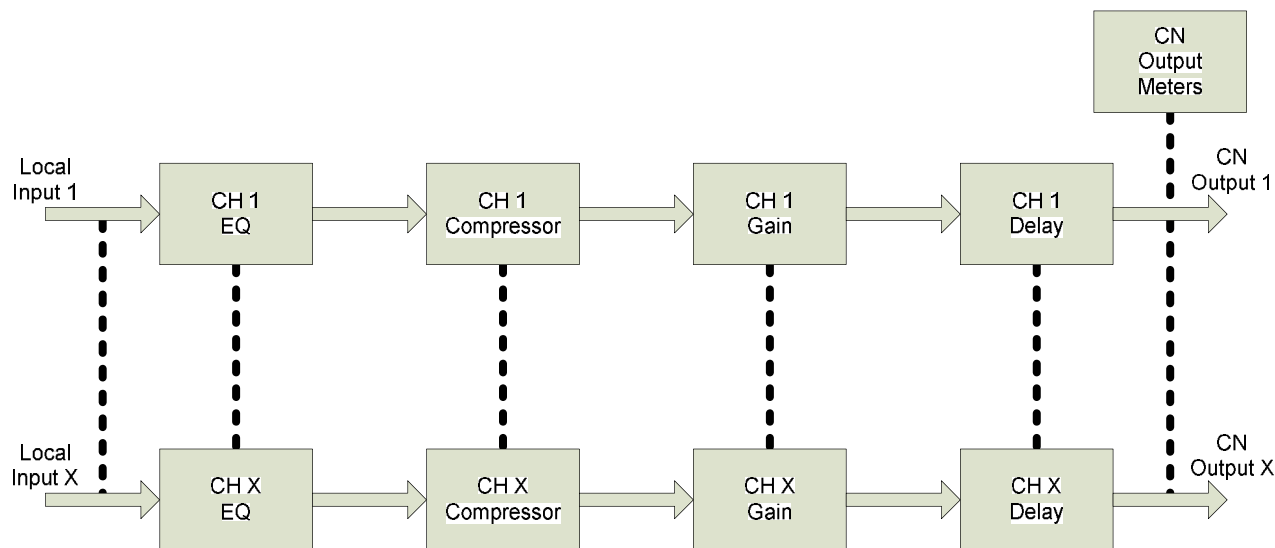 CN
Output
Meters
Local
Input 1
CH 1
EQ
CH 1
Compressor
CH 1
Gain
CH 1
Delay
CN
Output 1
Local
Input X
CH X
EQ
CH X
Compressor
CH X
Gain
CH X
Delay
CN
Output X